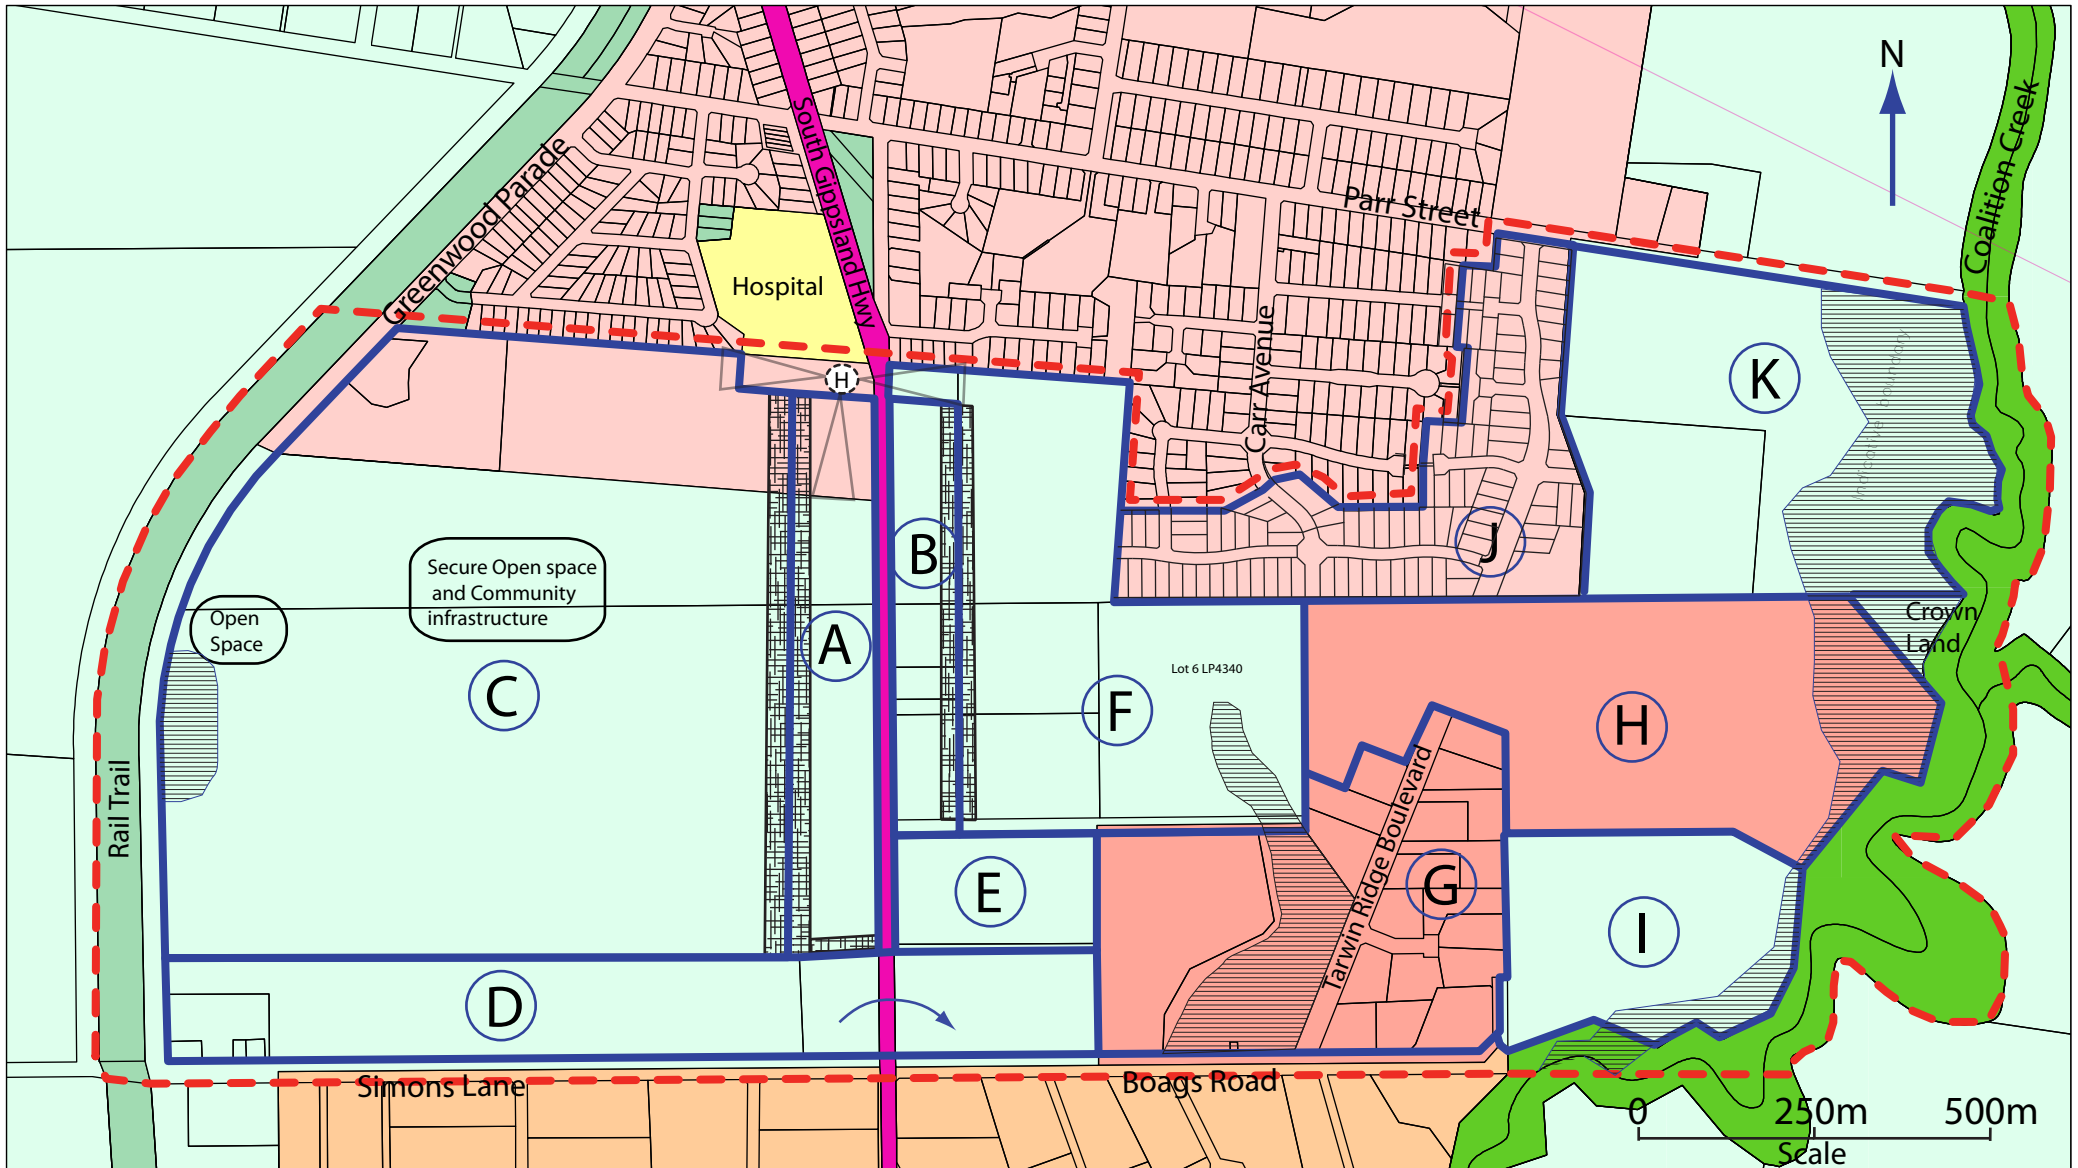 N
Coalition Creek
South Gippsland Hwy
Greenwood Parade
Parr Street
Hospital
H
Carr Avenue
K
Indicative boundary
B
J
Secure Open space
and Community
infrastructure
Open
Space
A
Crown
Land
Lot 6 LP4340
C
F
H
Rail Trail
Tarwin Ridge Boulevard
E
G
I
D
Simons Lane
Boags Road
0 250m 500m
Scale